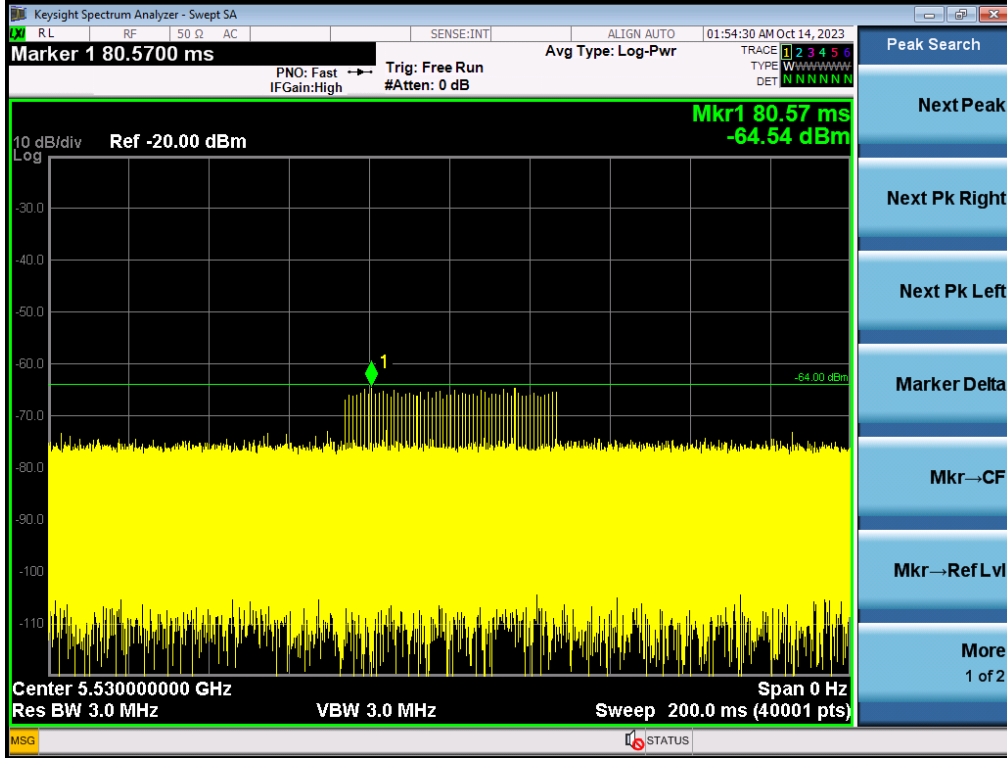 Keysight Spectrum Analyzer - Swept SA
LXI RL RF 50 Ω AC SENSE:INT ALIGN AUTO 01:54:30 AM Oct 14, 2023
Marker 1 80.5700 ms
PNO: Fast
IFGain:High
Trig: Free Run
#Atten: 0 dB
Avg Type: Log-Pwr
TRACE 1 2 3 4 5 6
TYPE WWWWWW
DET N N N N N N
Peak Search
Next Peak
Next Pk Right
Next Pk Left
Marker Delta
Mkr→CF
Mkr→Ref Lvl
More
1 of 2
Mkr1 80.57 ms
-64.54 dBm
10 dB/div Ref -20.00 dBm
Log
1
-64.00 dBm
-30.0
-40.0
-50.0
-60.0
-70.0
-80.0
-90.0
-100
-110
Center 5.530000000 GHz Span 0 Hz
Res BW 3.0 MHz VBW 3.0 MHz Sweep 200.0 ms (40001 pts)
MSG STATUS